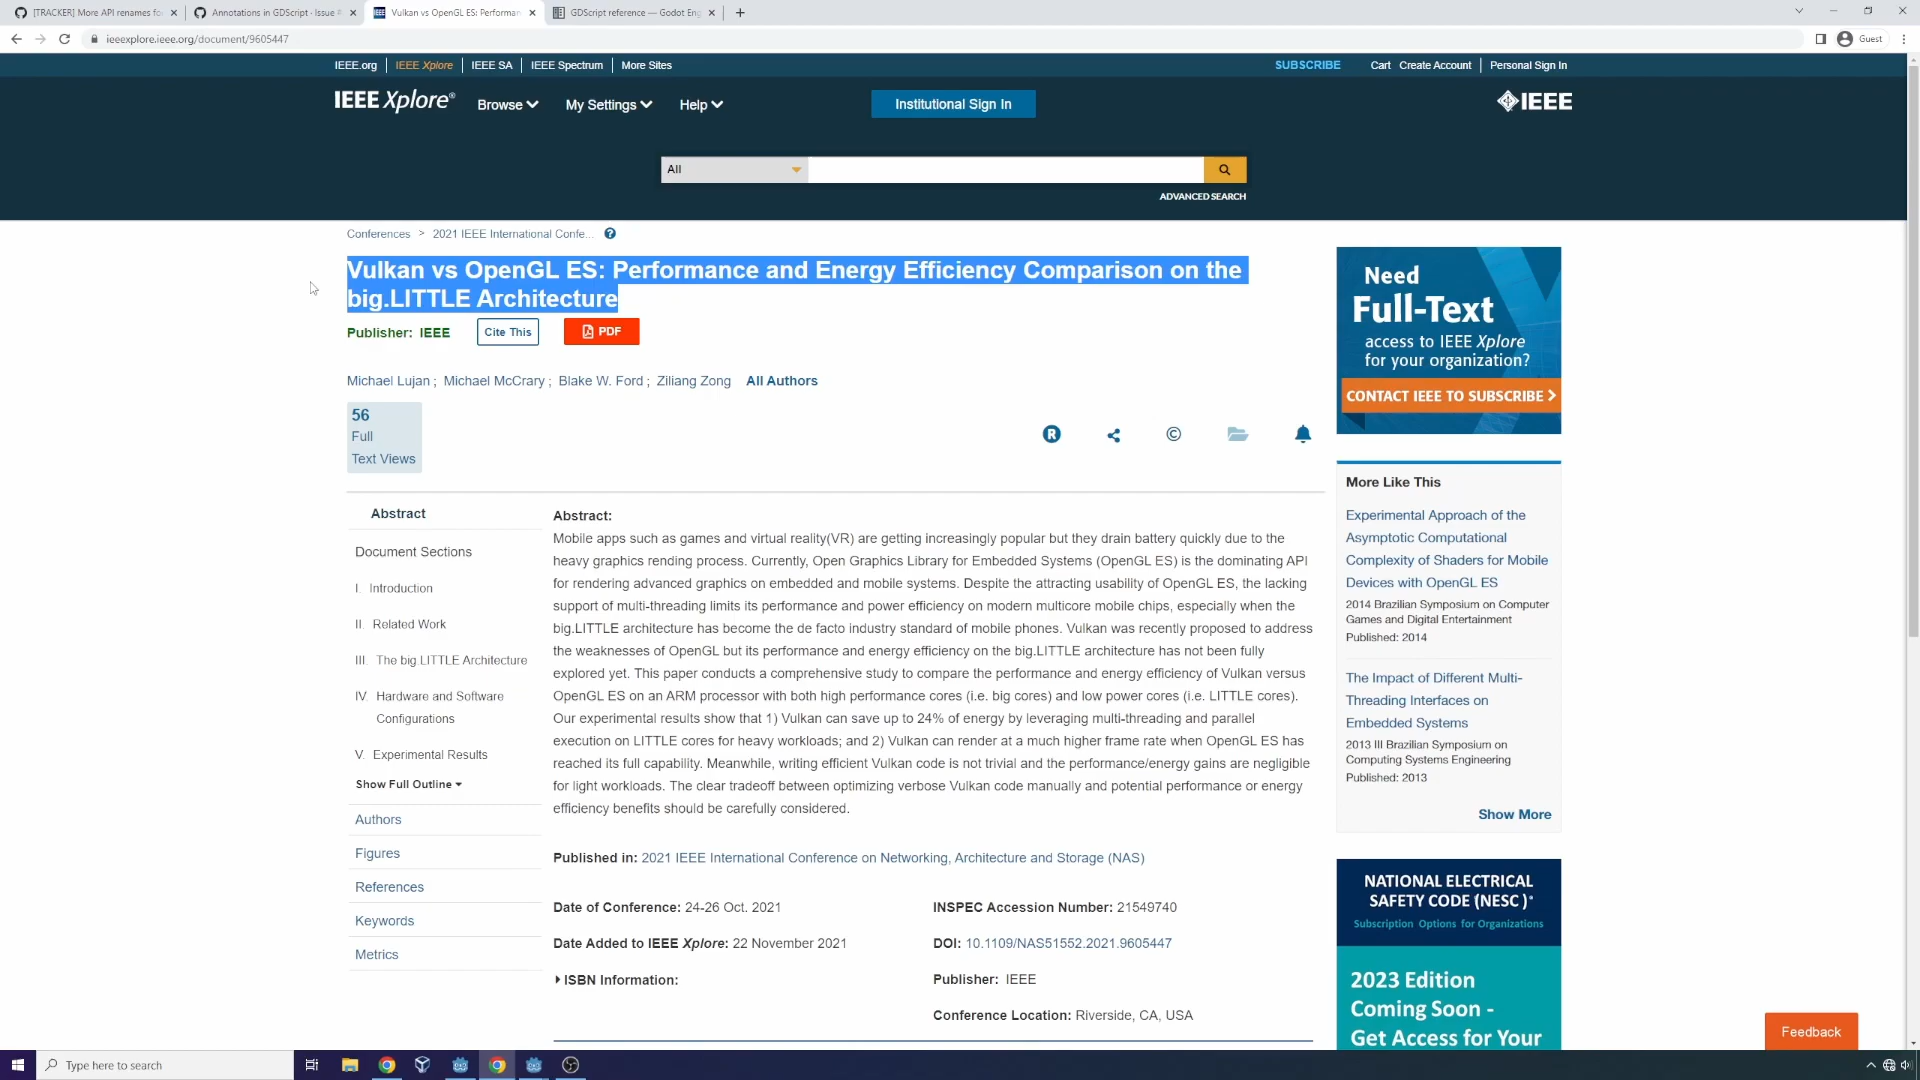 [TRACKER] More API renames fo
Annotations in GDScript · Issue #
Vulkan vs OpenGL ES: Performan
GDScript reference — Godot Eng
ieeexplore.ieee.org/document/9605447
Guest
IEEE.org
IEEE Xplore
IEEE SA
IEEE Spectrum
More Sites
SUBSCRIBE
Cart
Create Account
Personal Sign In
IEEE Xplore®
Browse
My Settings
Help
Institutional Sign In
IEEE
All
ADVANCED SEARCH
Conferences > 2021 IEEE International Confe...
Vulkan vs OpenGL ES: Performance and Energy Efficiency Comparison on the
big.LITTLE Architecture
Publisher: IEEE
Cite This
PDF
Michael Lujan ; Michael McCrary ; Blake W. Ford ; Ziliang Zong All Authors
56
Full
Text Views
Abstract
Document Sections
I. Introduction
II. Related Work
III. The big.LITTLE Architecture
IV. Hardware and Software
Configurations
V. Experimental Results
Show Full Outline
Authors
Figures
References
Keywords
Metrics
Abstract:
Mobile apps such as games and virtual reality(VR) are getting increasingly popular but they drain battery quickly due to the
heavy graphics rending process. Currently, Open Graphics Library for Embedded Systems (OpenGL ES) is the dominating API
for rendering advanced graphics on embedded and mobile systems. Despite the attracting usability of OpenGL ES, the lacking
support of multi-threading limits its performance and power efficiency on modern multicore mobile chips, especially when the
big.LITTLE architecture has become the de facto industry standard of mobile phones. Vulkan was recently proposed to address
the weaknesses of OpenGL but its performance and energy efficiency on the big.LITTLE architecture has not been fully
explored yet. This paper conducts a comprehensive study to compare the performance and energy efficiency of Vulkan versus
OpenGL ES on an ARM processor with both high performance cores (i.e. big cores) and low power cores (i.e. LITTLE cores).
Our experimental results show that 1) Vulkan can save up to 24% of energy by leveraging multi-threading and parallel
execution on LITTLE cores for heavy workloads; and 2) Vulkan can render at a much higher frame rate when OpenGL ES has
reached its full capability. Meanwhile, writing efficient Vulkan code is not trivial and the performance/energy gains are negligible
for light workloads. The clear tradeoff between optimizing verbose Vulkan code manually and potential performance or energy
efficiency benefits should be carefully considered.
Published in: 2021 IEEE International Conference on Networking, Architecture and Storage (NAS)
Date of Conference: 24-26 Oct. 2021
INSPEC Accession Number: 21549740
Date Added to IEEE Xplore: 22 November 2021
DOI: 10.1109/NAS51552.2021.9605447
ISBN Information:
Publisher: IEEE
Conference Location: Riverside, CA, USA
Need
Full-Text
access to IEEE Xplore
for your organization?
CONTACT IEEE TO SUBSCRIBE
More Like This
Experimental Approach of the
Asymptotic Computational
Complexity of Shaders for Mobile
Devices with OpenGL ES
2014 Brazilian Symposium on Computer
Games and Digital Entertainment
Published: 2014
The Impact of Different Multi-
Threading Interfaces on
Embedded Systems
2013 III Brazilian Symposium on
Computing Systems Engineering
Published: 2013
Show More
NATIONAL ELECTRICAL
SAFETY CODE (NESC )®
Subscription Options for Organizations
2023 Edition
Coming Soon -
Get Access for Your
Feedback
Type here to search